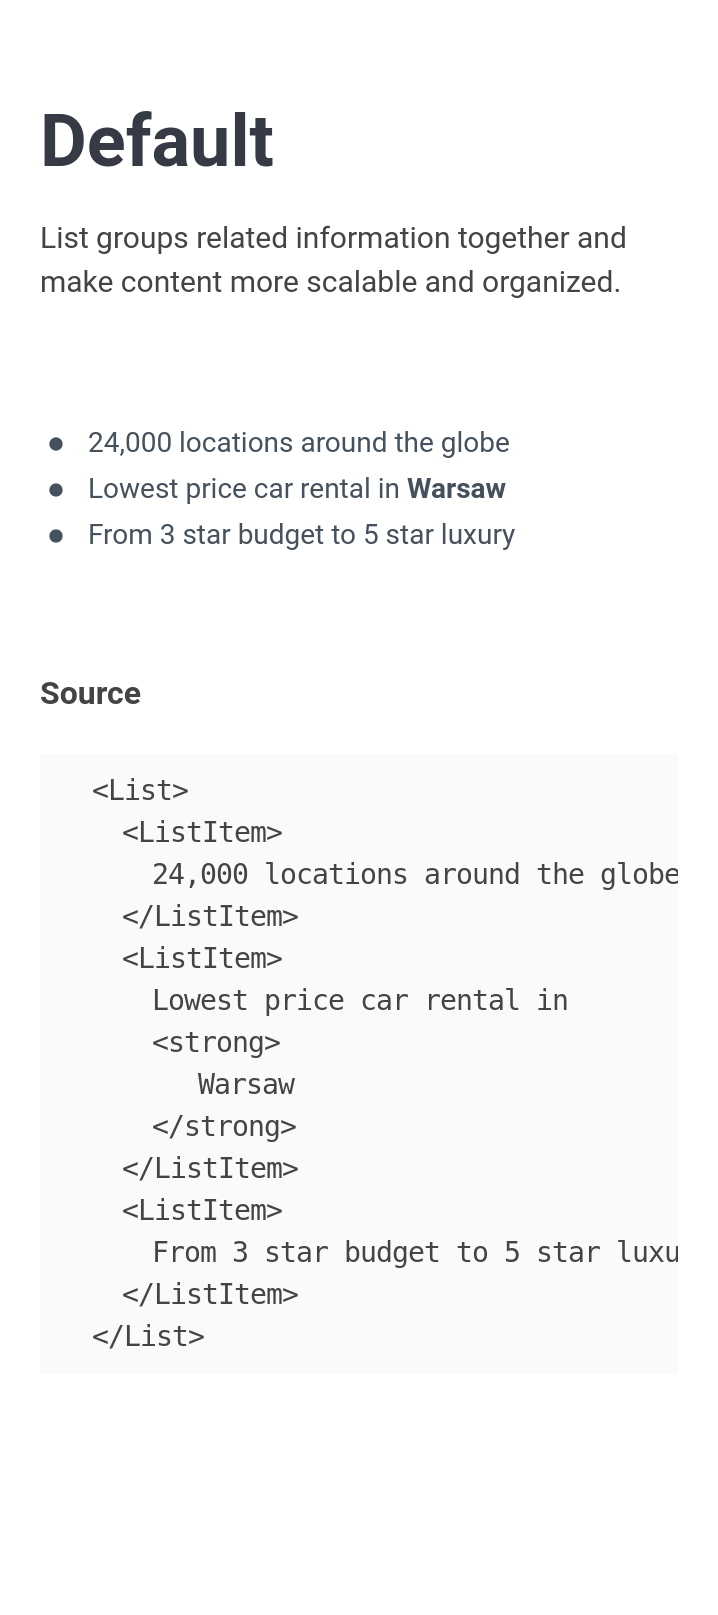 Default
List groups related information together and
make content more scalable and organized.
● 24,000 locations around the globe
● Lowest price car rental in Warsaw
● From 3 star budget to 5 star luxury
Source
<List>
<ListItem>
24,000 locations around the globe
</ListItem>
<ListItem>
Lowest price car rental in
<strong>
Warsaw
</strong>
</ListItem>
<ListItem>
From 3 star budget to 5 star luxu
</ListItem>
</List>